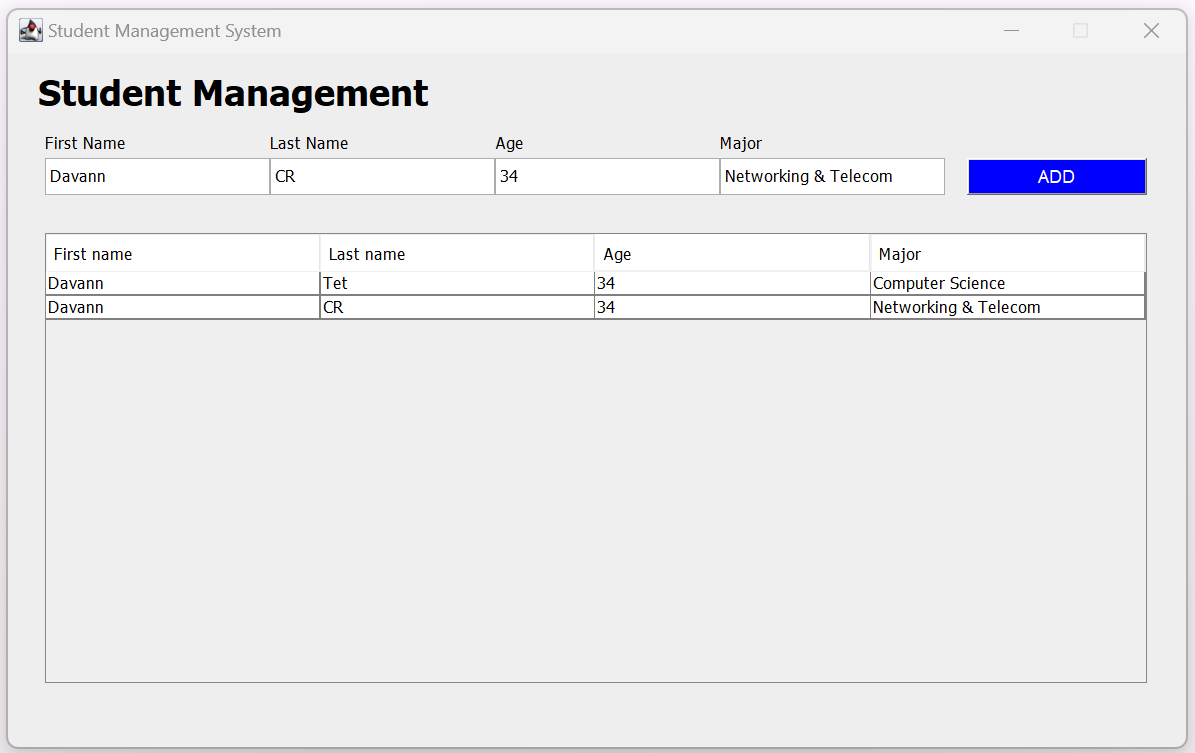 Student Management System
Student Management
First Name Last Name Age Major
Davann CR 34 Networking & Telecom ADD
First name Last name Age Major
Davann Tet 34 Computer Science
Davann CR 34 Networking & Telecom